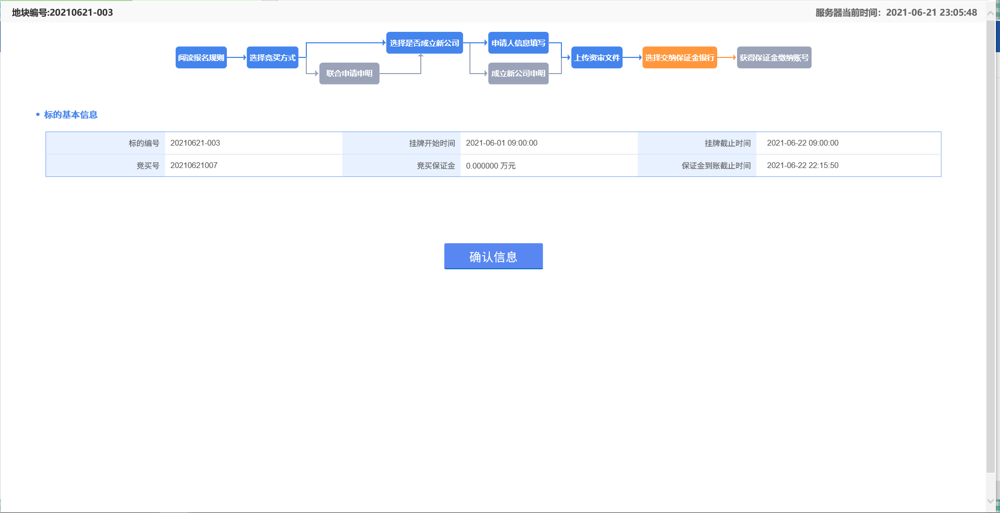 地块编号:20210621-003
服务器当前时间：2021-06-21 23:05:48
阅读报名规则
选择竞买方式
联合申请申明
选择是否成立新公司
申请人信息填写
成立新公司申明
上传资审文件
选择交纳保证金银行
获得保证金缴纳账号
标的基本信息
标的编号 20210621-003 挂牌开始时间 2021-06-01 09:00:00 挂牌截止时间 2021-06-22 09:00:00
竞买号 20210621007 竞买保证金 0.000000 万元 保证金到账截止时间 2021-06-22 22:15:50
确认信息